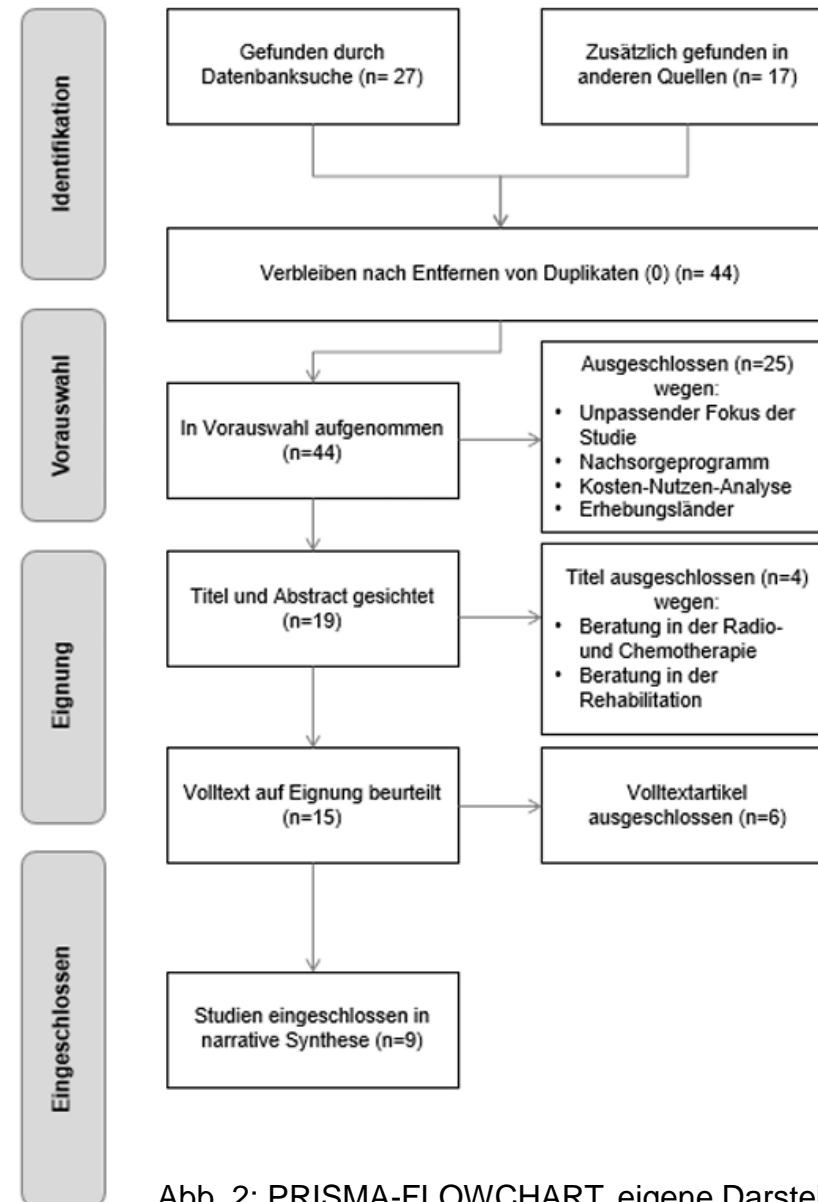 Identifikation
Gefunden durch
Datenbanksuche (n= 27)
Zusätzlich gefunden in
anderen Quellen (n= 17)
Verbleiben nach Entfernen von Duplikaten (0) (n= 44)
Vorauswahl
In Vorauswahl aufgenommen
(n=44)
Ausgeschlossen (n=25)
wegen:
• Unpassender Fokus der
Studie
• Nachsorgeprogramm
• Kosten-Nutzen-Analyse
• Erhebungsländer
Eignung
Titel und Abstract gesichtet
(n=19)
Titel ausgeschlossen (n=4)
wegen:
• Beratung in der Radio-
und Chemotherapie
• Beratung in der
Rehabilitation
Volltext auf Eignung beurteilt
(n=15)
Volltextartikel
ausgeschlossen (n=6)
Eingeschlossen
Studien eingeschlossen in
narrative Synthese (n=9)
Abb. 2: PRISMA-FLOWCHART, eigene Darstel